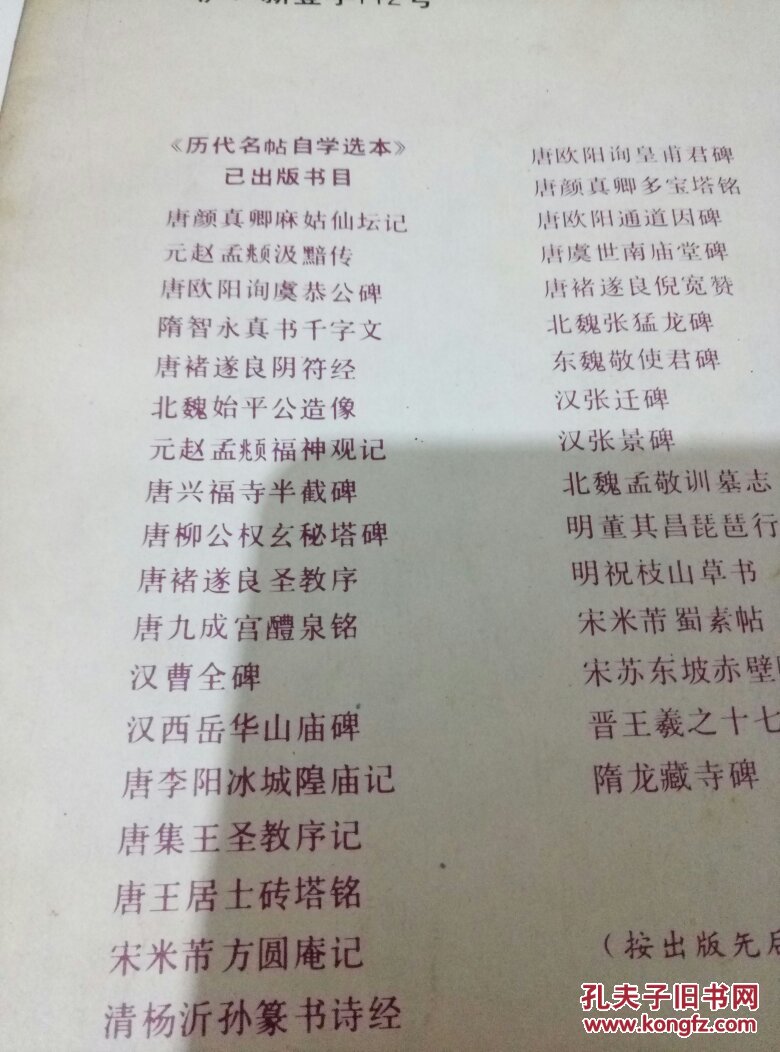 新登字112号
《历代名帖自学选本》
已出版书目
唐颜真卿麻姑仙坛记
元赵孟頫汲黯传
唐欧阳询虞恭公碑
隋智永真书千字文
唐褚遂良阴符经
北魏始平公造像
元赵孟頫福神观记
唐兴福寺半截碑
唐柳公权玄秘塔碑
唐褚遂良圣教序
唐九成宫醴泉铭
汉曹全碑
汉西岳华山庙碑
唐李阳冰城隍庙记
唐集王圣教序记
唐王居士砖塔铭
宋米芾方圆庵记
清杨沂孙篆书诗经
唐欧阳询皇甫君碑
唐颜真卿多宝塔铭
唐欧阳通道因碑
唐虞世南庙堂碑
唐褚遂良倪宽赞
北魏张猛龙碑
东魏敬使君碑
汉张迁碑
汉张景碑
北魏孟敬训墓志
明董其昌琵琶行
明祝枝山草书
宋米芾蜀素帖
宋苏东坡赤壁
晋王羲之十七
隋龙藏寺碑
（按出版先后
孔夫子旧书网
www.kongfz.com